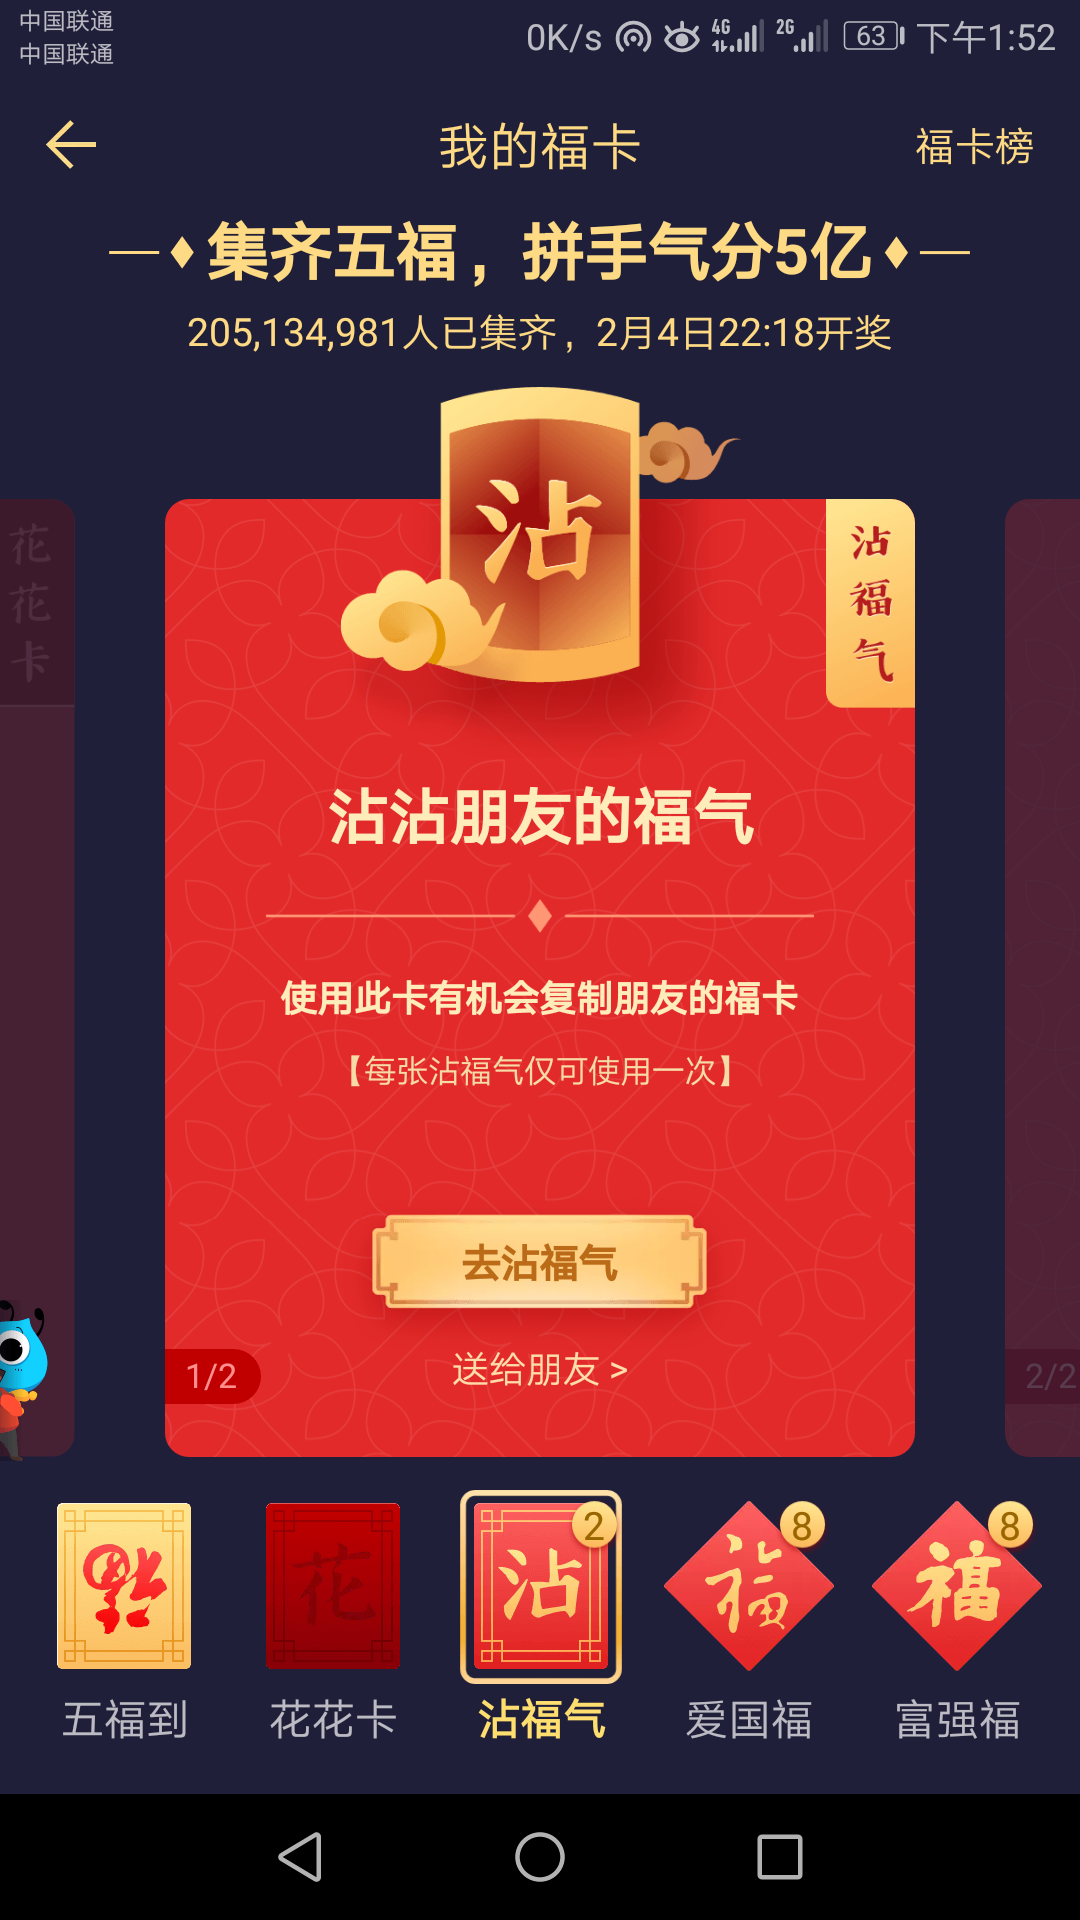 中国联通
中国联通
0K/s 4G 2G 63 下午1:52
我的福卡
福卡榜
集齐五福，拼手气分5亿
205,134,981人已集齐，2月4日22:18开奖
沾
花花卡
沾福气
沾沾朋友的福气
使用此卡有机会复制朋友的福卡
【每张沾福气仅可使用一次】
去沾福气
送给朋友 >
1/2
2/2
福 花 沾 2 福 8 福 8
五福到 花花卡 沾福气 爱国福 富强福